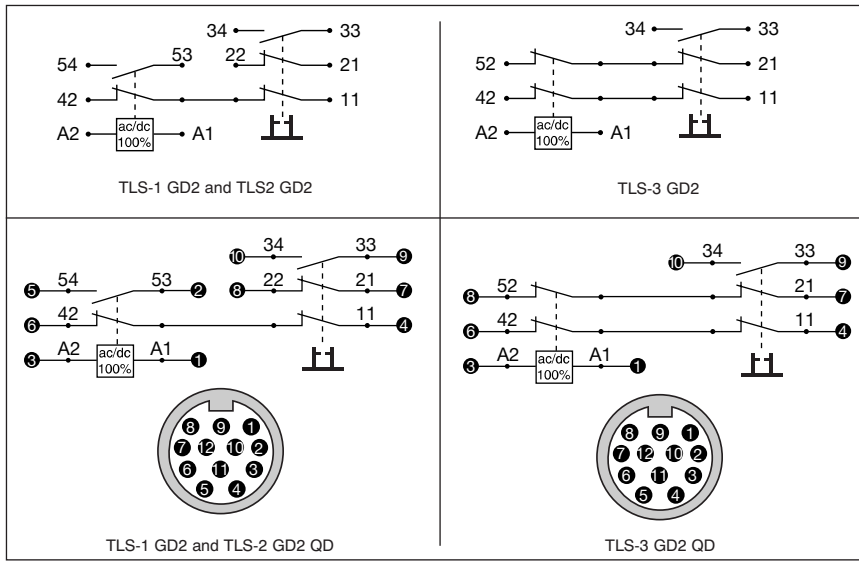 34 33
54 53 22 21
42 11
A2 ac/dc 100% A1
TLS-1 GD2 and TLS2 GD2
34 33
52 21
42 11
A2 ac/dc 100% A1
TLS-3 GD2
10 34 33 9
5 54 53 2 8 22 21 7
6 42 11 4
3 A2 ac/dc 100% A1 1
8 9 1
7 12 10 2
6 11 3
5 4
TLS-1 GD2 and TLS-2 GD2 QD
10 34 33 9
8 52 21 7
6 42 11 4
3 A2 ac/dc 100% A1 1
8 9 1
7 12 10 2
6 11 3
5 4
TLS-3 GD2 QD